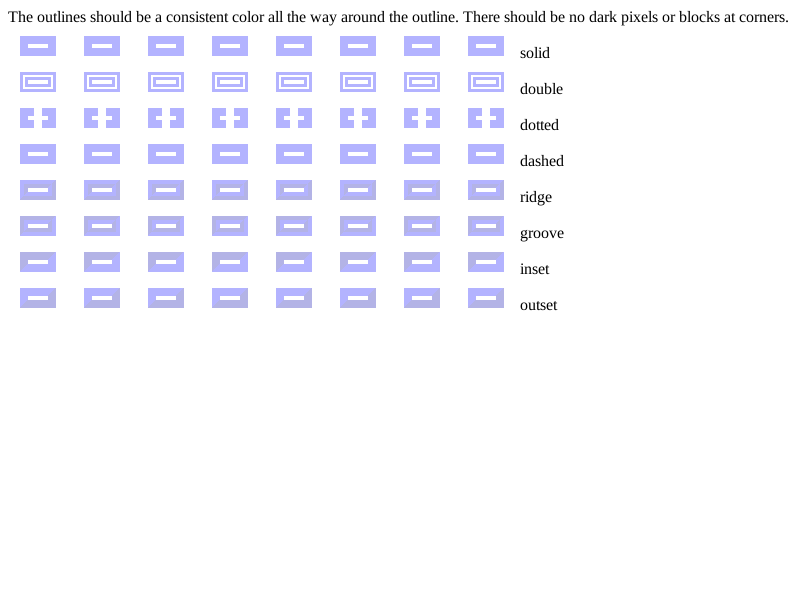 The outlines should be a consistent color all the way around the outline. There should be no dark pixels or blocks at corners.
solid
double
dotted
dashed
ridge
groove
inset
outset